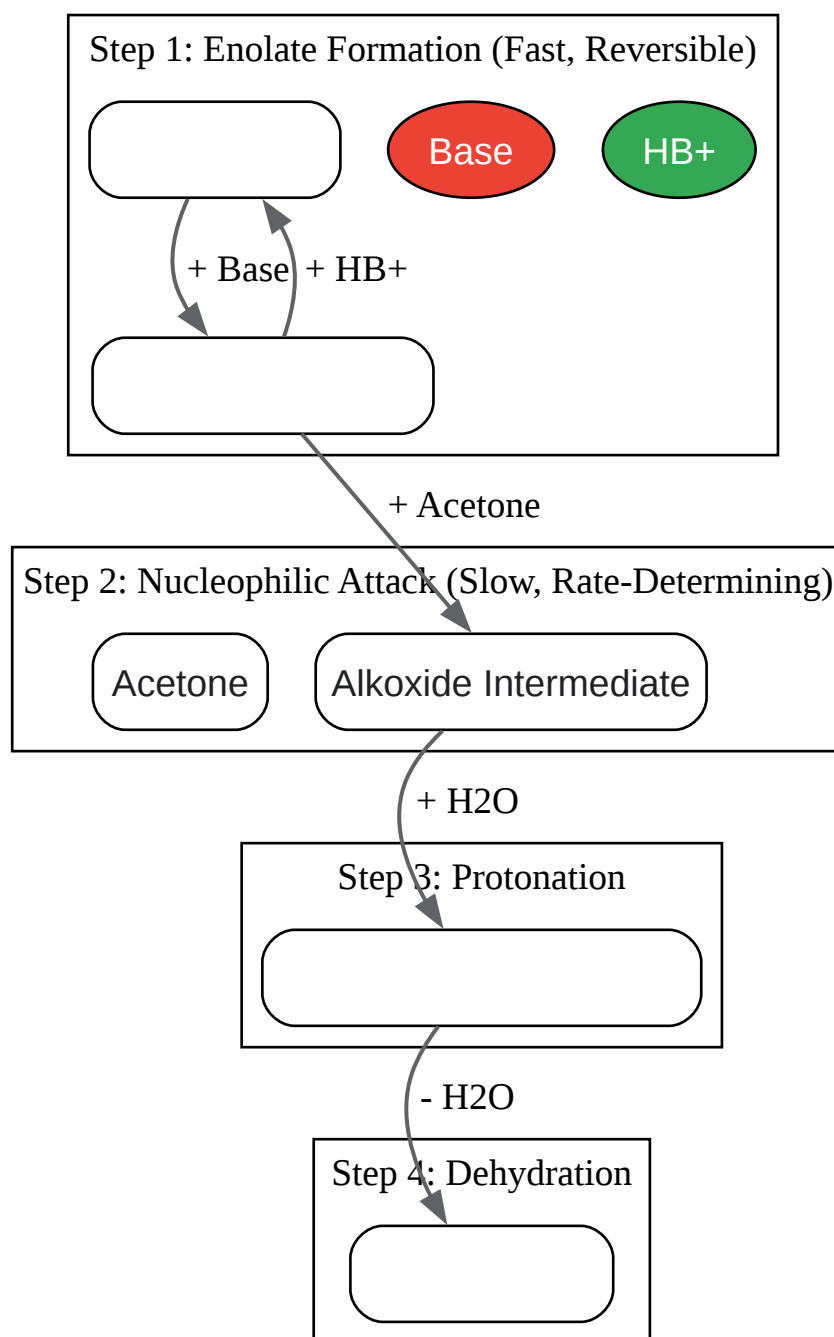 Step 1: Enolate Formation (Fast, Reversible)
Base
HB+
+ Base
+ HB+
+ Acetone
Step 2: Nucleophilic Attack (Slow, Rate-Determining)
Acetone
Alkoxide Intermediate
+ H2O
Step 3: Protonation
- H2O
Step 4: Dehydration